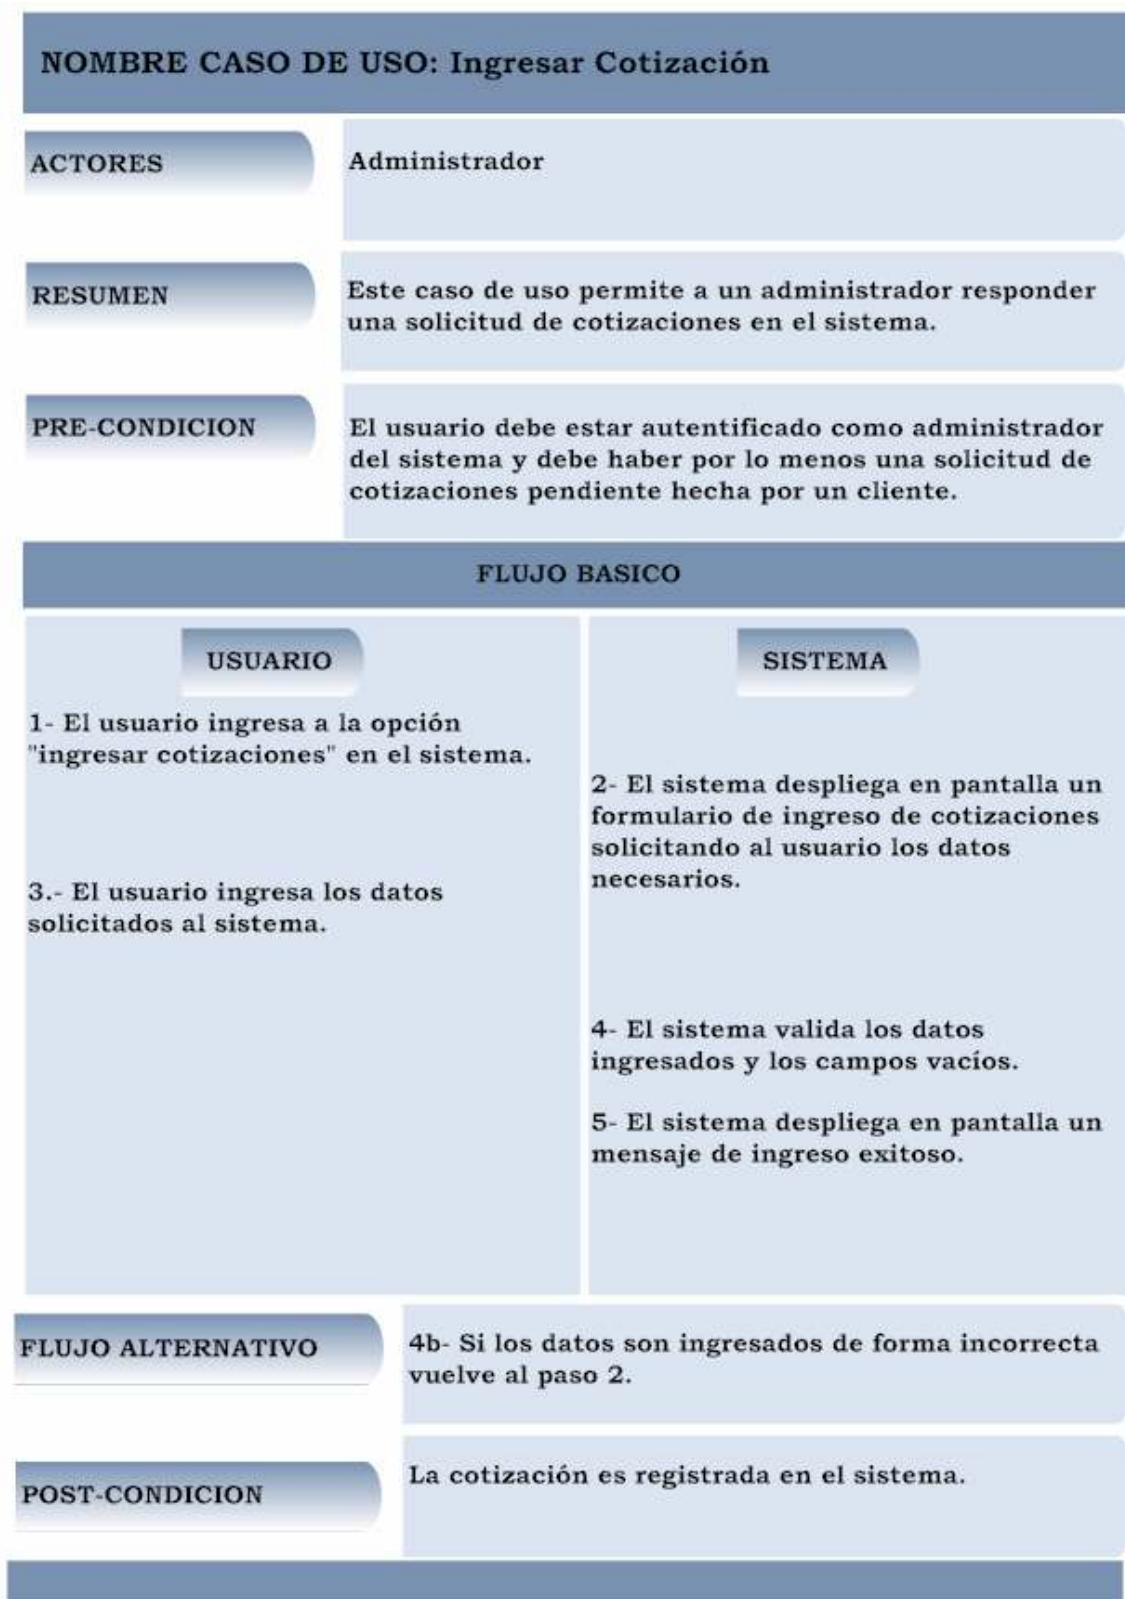 NOMBRE CASO DE USO: Ingresar Cotización
ACTORES
Administrador
RESUMEN
Este caso de uso permite a un administrador responder
una solicitud de cotizaciones en el sistema.
PRE-CONDICION
El usuario debe estar autentificado como administrador
del sistema y debe haber por lo menos una solicitud de
cotizaciones pendiente hecha por un cliente.
FLUJO BASICO
USUARIO
1- El usuario ingresa a la opción
"ingresar cotizaciones" en el sistema.
3.- El usuario ingresa los datos
solicitados al sistema.
SISTEMA
2- El sistema despliega en pantalla un
formulario de ingreso de cotizaciones
solicitando al usuario los datos
necesarios.
4- El sistema valida los datos
ingresados y los campos vacíos.
5- El sistema despliega en pantalla un
mensaje de ingreso exitoso.
FLUJO ALTERNATIVO
4b- Si los datos son ingresados de forma incorrecta
vuelve al paso 2.
POST-CONDICION
La cotización es registrada en el sistema.